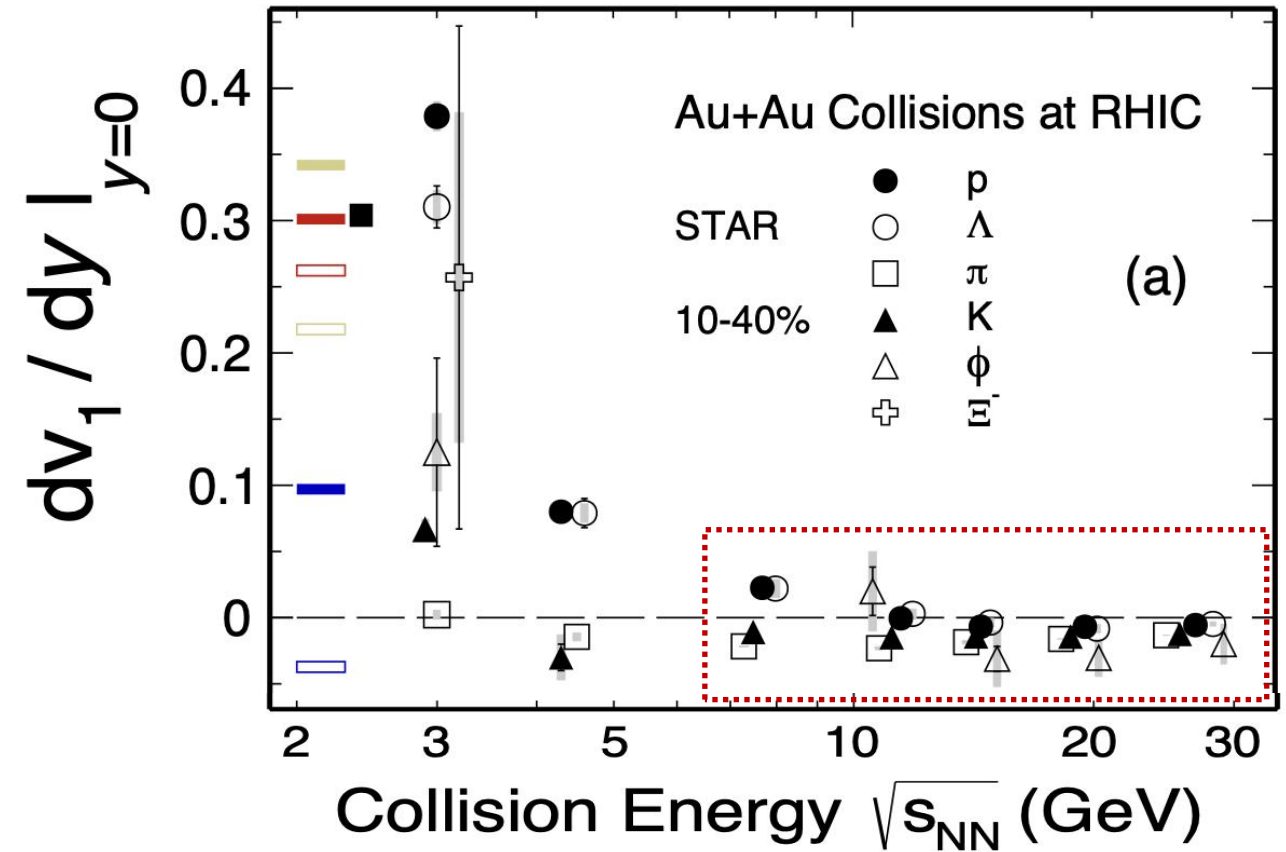 dv₁ / dy |y=0
0.4
0.3
0.2
0.1
0
Au+Au Collisions at RHIC
p
STAR Λ
π
10-40% K
ϕ
Ξ⁻
(a)
2 3 5 10 20 30
Collision Energy √sNN (GeV)